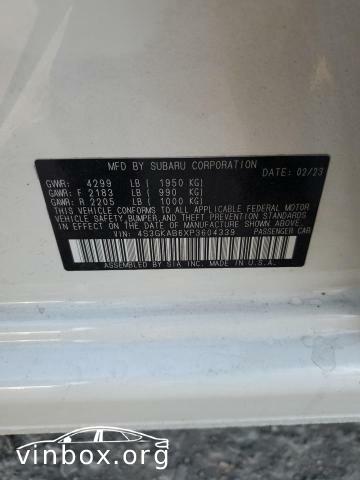 MFD BY SUBARU CORPORATION
DATE: 02/23
GVWR: 4299 LB ( 1950 KG)
GAWR: F 2183 LB ( 990 KG)
GAWR: R 2205 LB ( 1000 KG)
THIS VEHICLE CONFORMS TO ALL APPLICABLE FEDERAL MOTOR
VEHICLE SAFETY, BUMPER, AND THEFT PREVENTION STANDARDS
IN EFFECT ON THE DATE OF MANUFACTURE SHOWN ABOVE.
VIN: 4S3GKAB6XP3604339 PASSENGER CAR
ASSEMBLED BY SIA INC. MADE IN U.S.A.
vinbox.org